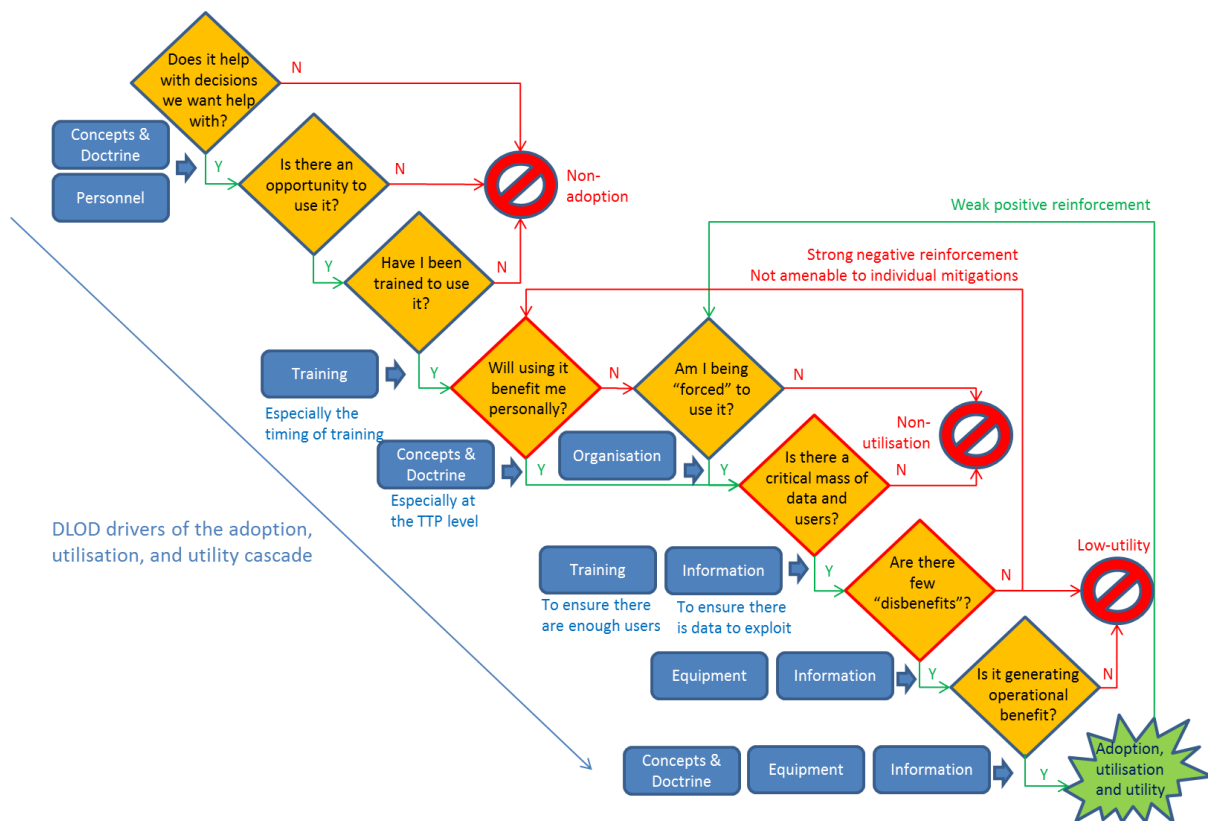 Does it help
with decisions
we want help
with?
N
Concepts &
Doctrine
Personnel
Y
Is there an
opportunity to
use it?
N
Non-
adoption
Weak positive reinforcement
Y
Have I been
trained to use
it?
N
Strong negative reinforcement
Not amenable to individual mitigations
Training
Especially the
timing of training
Y
Will using it
benefit me
personally?
N
Am I being
“forced” to
use it?
N
Non-
utilisation
Concepts &
Doctrine
Especially at
the TTP level
Y
Organisation
Y
Is there a
critical mass of
data and
users?
N
DLOD drivers of the adoption,
utilisation, and utility cascade
Training
To ensure there
are enough users
Information
To ensure there
is data to exploit
Y
Are there
few
“disbenefits”?
N
Low-utility
Equipment
Information
Y
Is it generating
operational
benefit?
N
Concepts &
Doctrine
Equipment
Information
Y
Adoption,
utilisation
and utility